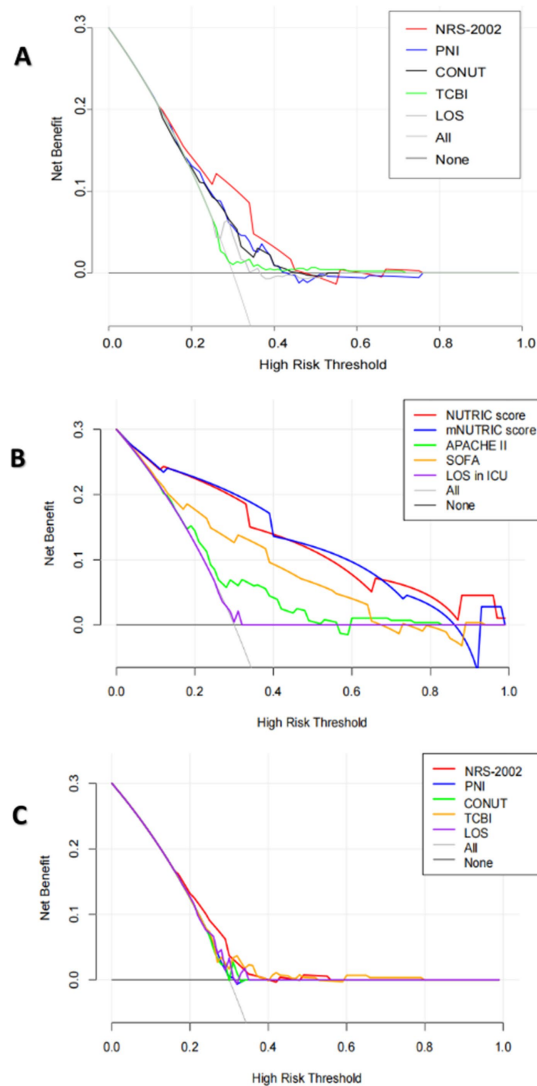 A
NRS-2002
PNI
CONUT
TCBI
LOS
All
None
Net Benefit
0.3
0.2
0.1
0.0
0.0 0.2 0.4 0.6 0.8 1.0
High Risk Threshold
B
NUTRIC score
mNUTRIC score
APACHE II
SOFA
LOS in ICU
All
None
Net Benefit
0.3
0.2
0.1
0.0
0.0 0.2 0.4 0.6 0.8 1.0
High Risk Threshold
C
NRS-2002
PNI
CONUT
TCBI
LOS
All
None
Net Benefit
0.3
0.2
0.1
0.0
0.0 0.2 0.4 0.6 0.8 1.0
High Risk Threshold